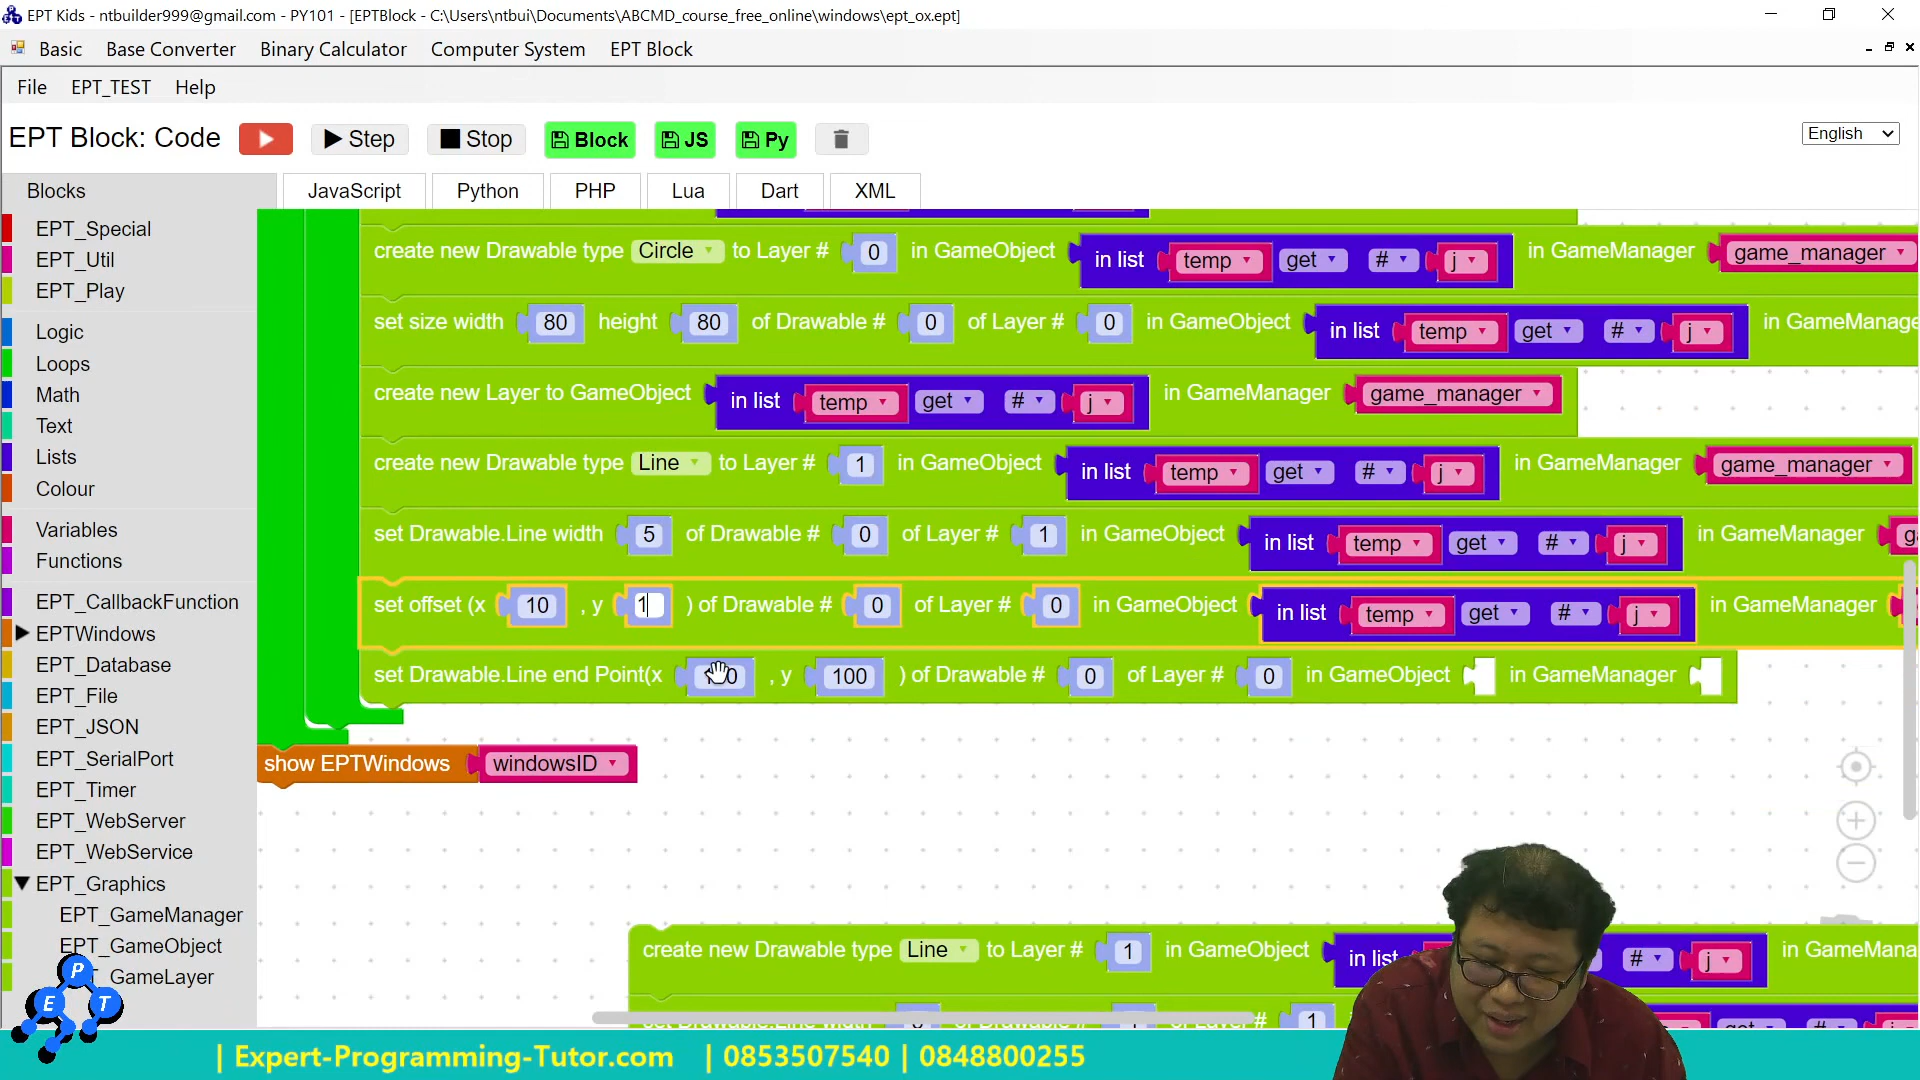 EPT Kids - ntbuilder999@gmail.com - PY101 - [EPTBlock - C:\Users\ntbui\Documents\ABCMD_course_free_online\windows\ept_ox.ept]
Basic Base Converter Binary Calculator Computer System EPT Block
File EPT_TEST Help
EPT Block: Code Step Stop Block JS Py English
Blocks JavaScript Python PHP Lua Dart XML
EPT_Special
EPT_Util
EPT_Play
Logic
Loops
Math
Text
Lists
Colour
Variables
Functions
EPT_CallbackFunction
EPTWindows
EPT_Database
EPT_File
EPT_JSON
EPT_SerialPort
EPT_Timer
EPT_WebServer
EPT_WebService
EPT_Graphics
EPT_GameManager
EPT_GameObject
GameLayer
create new Drawable type Circle to Layer # 0 in GameObject in list temp get # j in GameManager game_manager
set size width 80 height 80 of Drawable # 0 of Layer # 0 in GameObject in list temp get # j in GameManage
create new Layer to GameObject in list temp get # j in GameManager game_manager
create new Drawable type Line to Layer # 1 in GameObject in list temp get # j in GameManager game_manager
set Drawable.Line width 5 of Drawable # 0 of Layer # 1 in GameObject in list temp get # j in GameManager
set offset (x 10 , y 1 ) of Drawable # 0 of Layer # 0 in GameObject in list temp get # j in GameManager
set Drawable.Line end Point(x , y 100 ) of Drawable # 0 of Layer # 0 in GameObject in GameManager
show EPTWindows windowsID
create new Drawable type Line to Layer # 1 in GameObject in list # j in GameMana
P
E T
| Expert-Programming-Tutor.com | 0853507540 | 0848800255